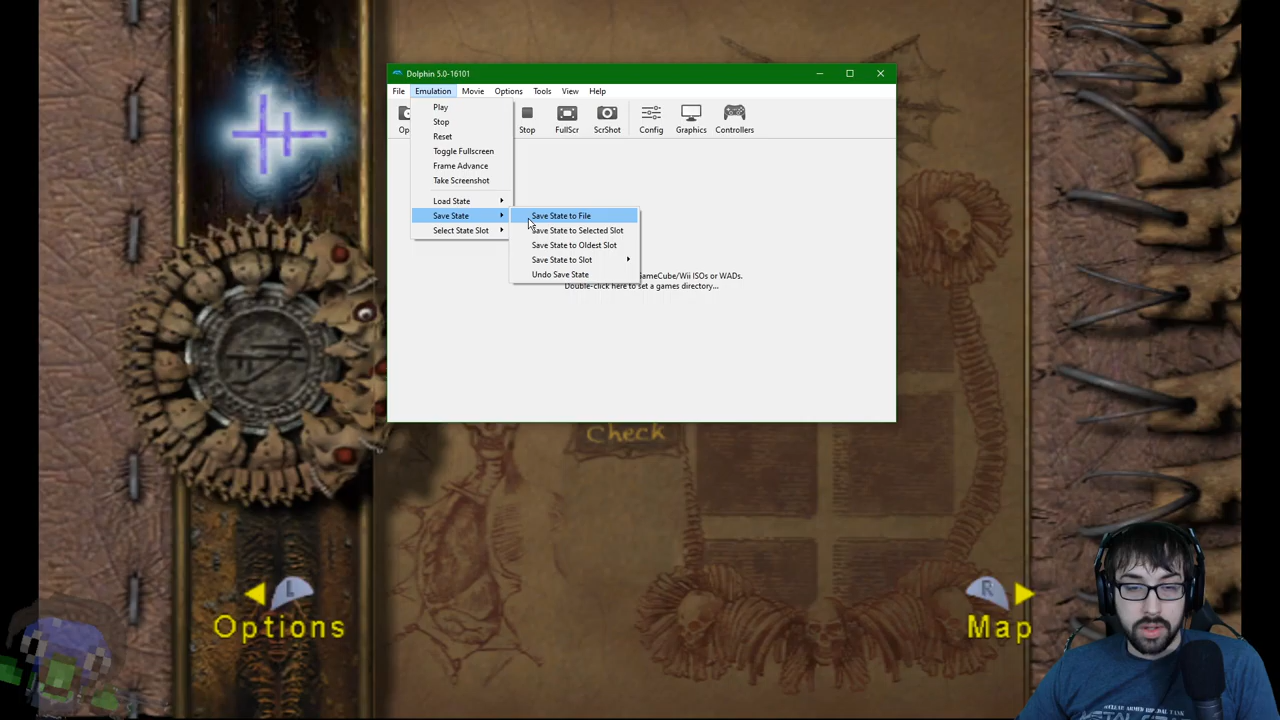 Dolphin 5.0-16101
File Emulation Movie Options Tools View Help
Play
Stop
Reset
Toggle Fullscreen
Frame Advance
Take Screenshot
Load State
Save State
Select State Slot
Save State to File
Save State to Selected Slot
Save State to Oldest Slot
Save State to Slot
Undo Save State
Op Stop FullScr ScrShot Config Graphics Controllers
GameCube/Wii ISOs or WADs.
Double-click here to set a games directory...
Check
L
Options
R
Map